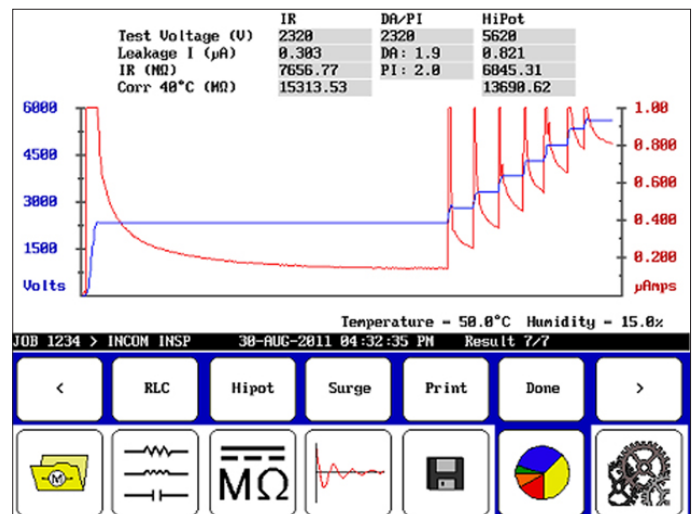 IR DA/PI HiPot
Test Voltage (V) 2320 2320 5620
Leakage I (µA) 0.303 DA: 1.9 0.821
IR (MΩ) 7656.77 PI: 2.0 6845.31
Corr 40°C (MΩ) 15313.53 13690.62
6000 1.00
4500 0.800
3000 0.600
0.400
1500 0.200
Volts µAmps
Temperature = 50.0°C Humidity = 15.0%
JOB 1234 > INCOM INSP 30-AUG-2011 04:32:35 PM Result 7/7
< RLC Hipot Surge Print Done >
M MΩ